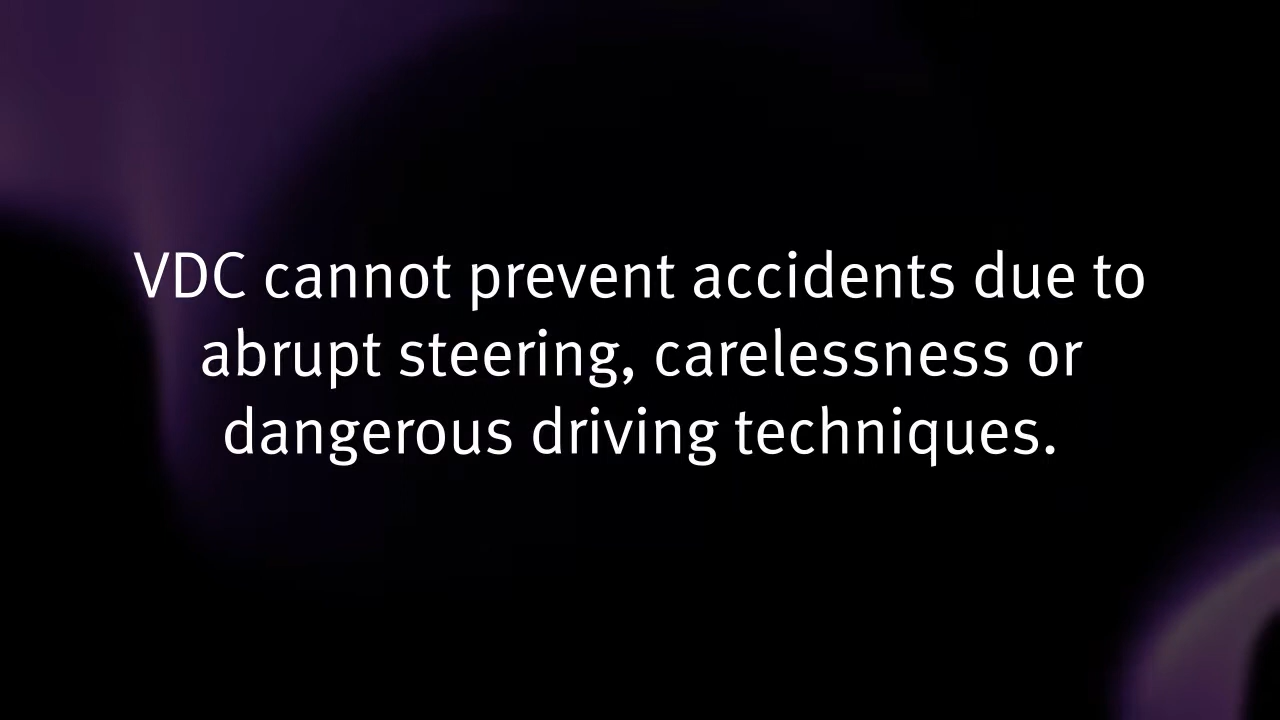 VDC cannot prevent accidents due to
abrupt steering, carelessness or
dangerous driving techniques.